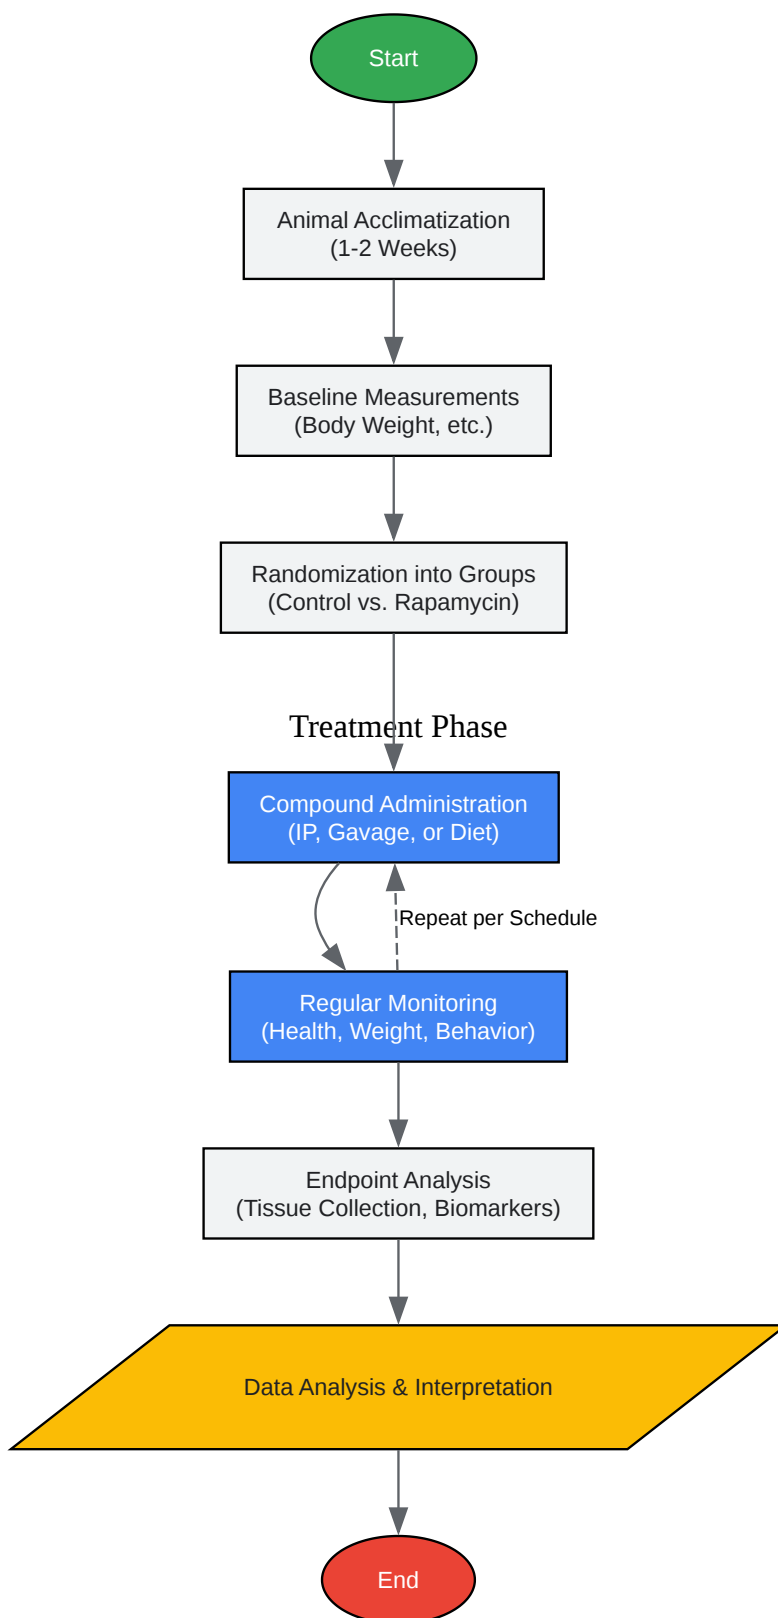 Start
Animal Acclimatization
(1-2 Weeks)
Baseline Measurements
(Body Weight, etc.)
Randomization into Groups
(Control vs. Rapamycin)
Treatment Phase
Compound Administration
(IP, Gavage, or Diet)
Repeat per Schedule
Regular Monitoring
(Health, Weight, Behavior)
Endpoint Analysis
(Tissue Collection, Biomarkers)
Data Analysis & Interpretation
End